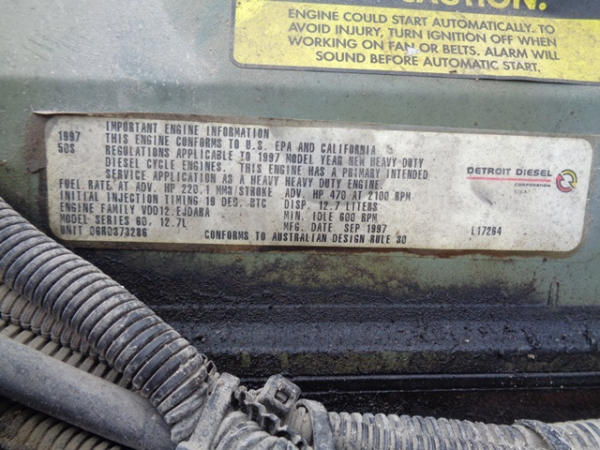 CAUTION!
ENGINE COULD START AUTOMATICALLY. TO
AVOID INJURY, TURN IGNITION OFF WHEN
WORKING ON FAN OR BELTS. ALARM WILL
SOUND BEFORE AUTOMATIC START.
IMPORTANT ENGINE INFORMATION
1997 THIS ENGINE CONFORMS TO U.S. EPA AND CALIFORNIA
50S REGULATIONS APPLICABLE TO 1997 MODEL YEAR NEW HEAVY DUTY
DIESEL CYCLE ENGINES. THIS ENGINE HAS A PRIMARY INTENDED
SERVICE APPLICATION AS A HEAVY HEAVY DUTY ENGINE
FUEL RATE AT ADV. HP 220.1 MM3/STROKE ADV. HP 470 AT 2100 RPM
INITIAL INJECTION TIMING 18 DEG. BTC DISP. 12.7 LITERS
ENGINE FAMILY VDD12.EJDARA MIN. IDLE 600 RPM
MODEL SERIES 60, 12.7L MFG. DATE SEP 1997
UNIT 06R0373286 CONFORMS TO AUSTRALIAN DESIGN RULE 30
L17264
DETROIT DIESEL
CORPORATION